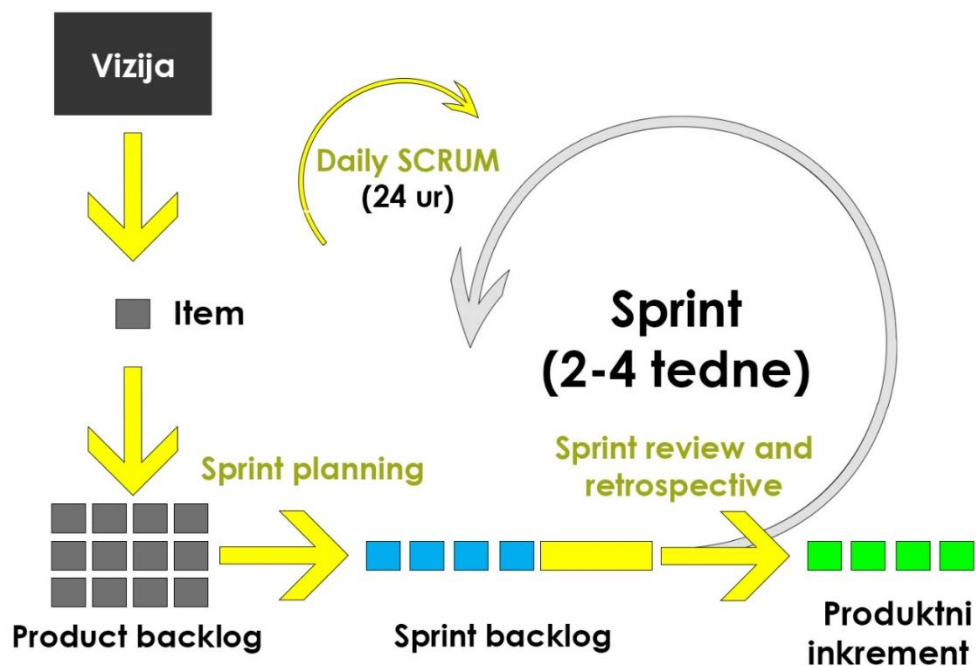 Vizija
Daily SCRUM
(24 ur)
Item
Sprint
(2-4 tedne)
Sprint planning
Sprint review and
retrospective
Product backlog
Sprint backlog
Produktni
inkrement